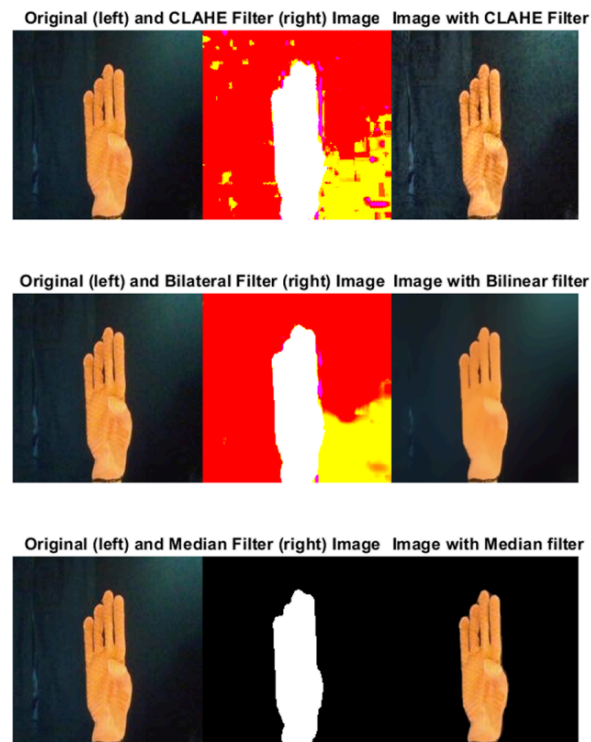 Original (left) and CLAHE Filter (right) Image Image with CLAHE Filter
Original (left) and Bilateral Filter (right) Image Image with Bilinear filter
Original (left) and Median Filter (right) Image Image with Median filter